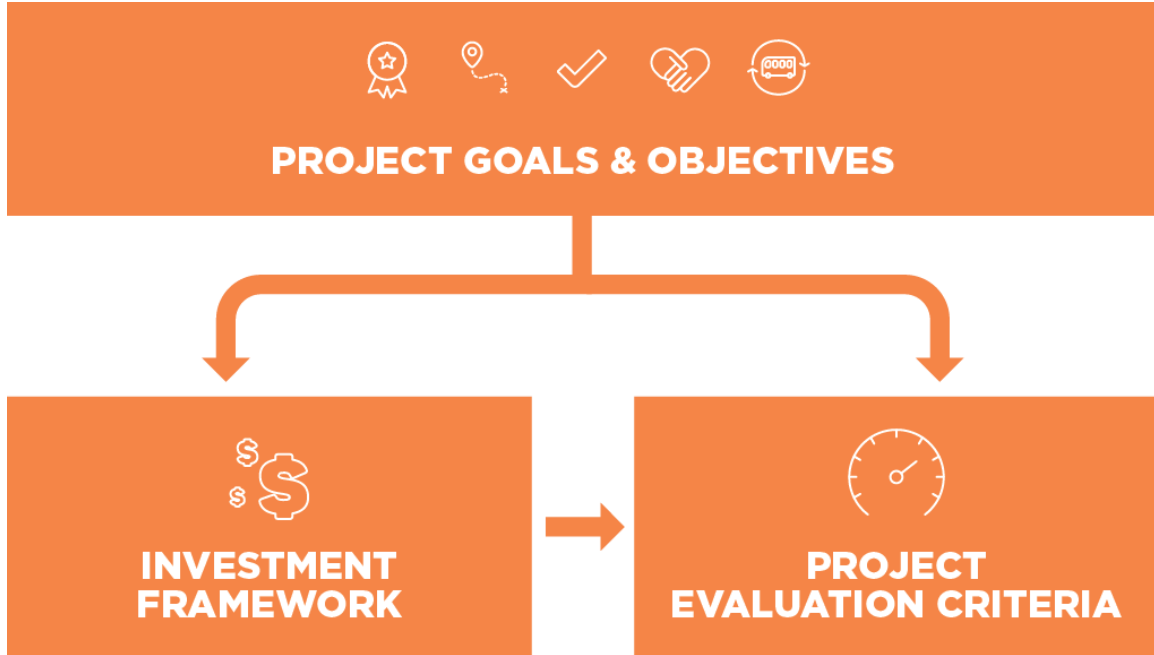 PROJECT GOALS & OBJECTIVES
INVESTMENT
FRAMEWORK
PROJECT
EVALUATION CRITERIA